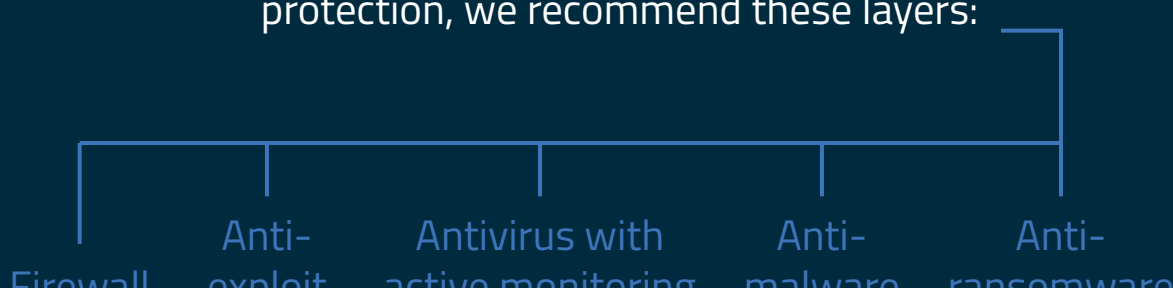 protection, we recommend these layers:
Anti- Antivirus with Anti- Anti-
Firewall exploit active monitoring malware ransomware